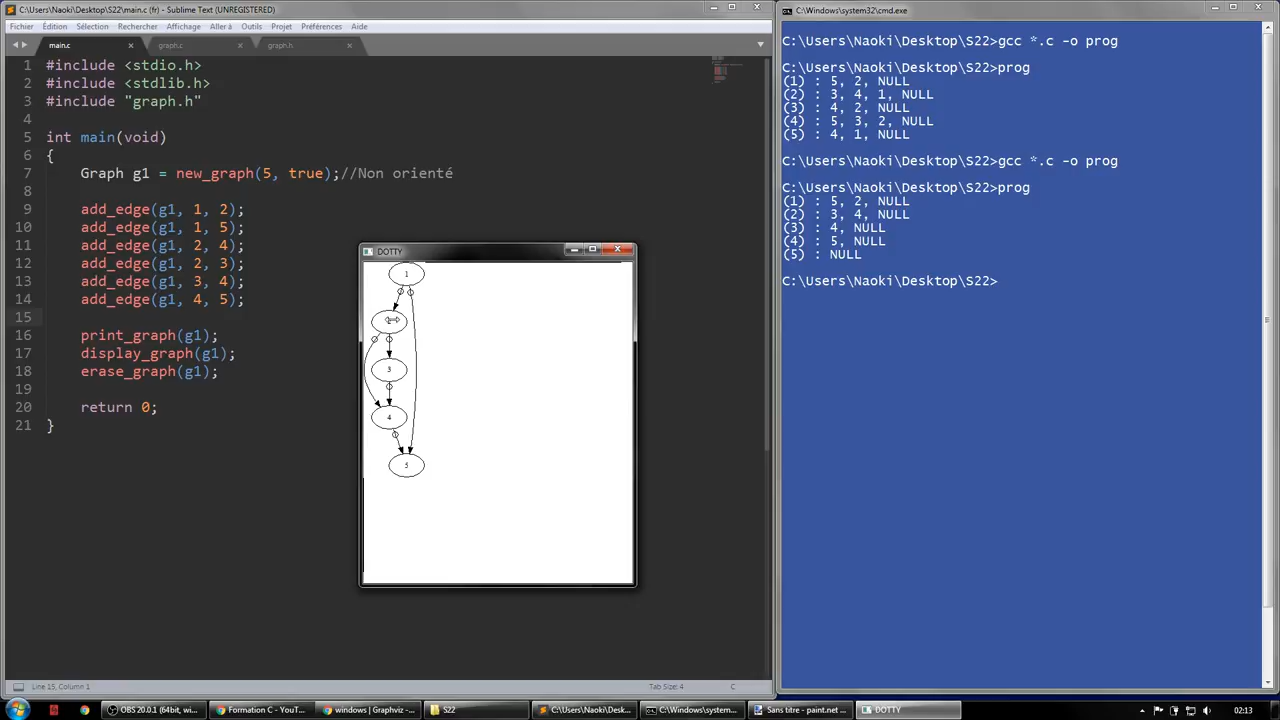 C:\Users\Naoki\Desktop\S22\main.c (fr) - Sublime Text (UNREGISTERED)
Fichier Édition Sélection Rechercher Affichage Aller à Outils Projet Préférences Aide
main.c × graph.c × graph.h ×
1 #include <stdio.h>
2 #include <stdlib.h>
3 #include "graph.h"
4
5 int main(void)
6 {
7 Graph g1 = new_graph(5, true);//Non orienté
8
9 add_edge(g1, 1, 2);
10 add_edge(g1, 1, 5);
11 add_edge(g1, 2, 4);
12 add_edge(g1, 2, 3);
13 add_edge(g1, 3, 4);
14 add_edge(g1, 4, 5);
15
16 print_graph(g1);
17 display_graph(g1);
18 erase_graph(g1);
19
20 return 0;
21 }
Line 15, Column 1
Tab Size: 4
C
DOTTY
1
3
4
5
C:\Windows\system32\cmd.exe
C:\Users\Naoki\Desktop\S22>gcc *.c -o prog
C:\Users\Naoki\Desktop\S22>prog
(1) : 5, 2, NULL
(2) : 3, 4, 1, NULL
(3) : 4, 2, NULL
(4) : 5, 3, 2, NULL
(5) : 4, 1, NULL
C:\Users\Naoki\Desktop\S22>gcc *.c -o prog
C:\Users\Naoki\Desktop\S22>prog
(1) : 5, 2, NULL
(2) : 3, 4, NULL
(3) : 4, NULL
(4) : 5, NULL
(5) : NULL
C:\Users\Naoki\Desktop\S22>
OBS 20.0.1 (64bit, wi... Formation C - YouT... windows | Graphviz - ... S22 C:\Users\Naoki\Desk... C:\Windows\system... Sans titre - paint.net ... DOTTY 02:13